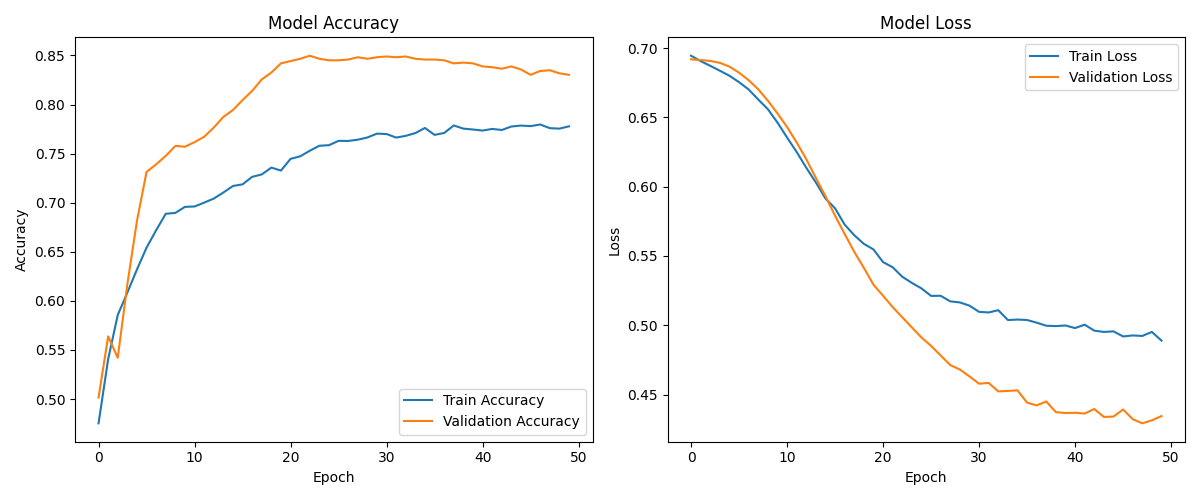 Model Accuracy
Accuracy
0.85
0.80
0.75
0.70
0.65
0.60
0.55
0.50
0 10 20 30 40 50
Epoch
Train Accuracy
Validation Accuracy
Model Loss
Loss
0.70
0.65
0.60
0.55
0.50
0.45
0 10 20 30 40 50
Epoch
Train Loss
Validation Loss